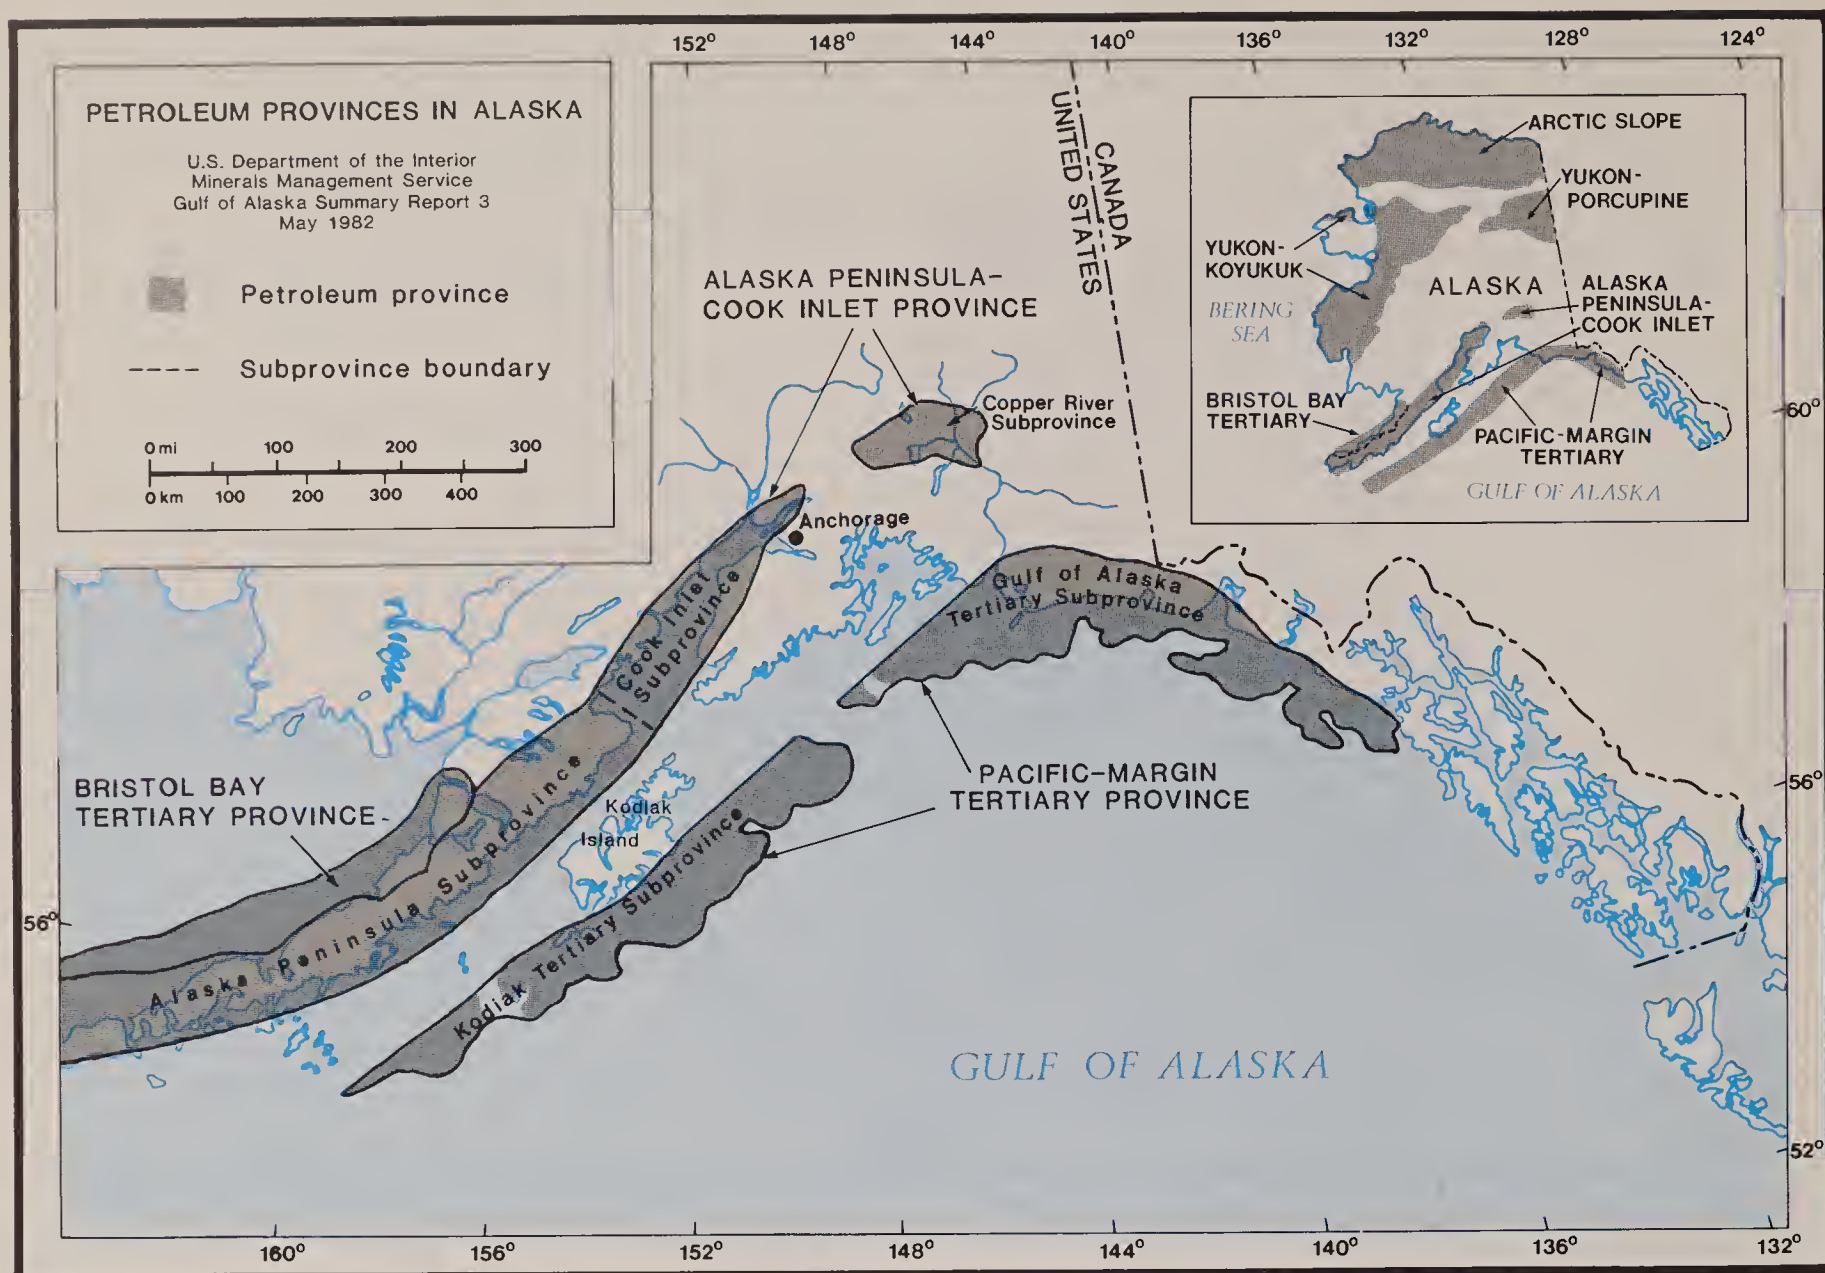 152° 148° 144° 140° 136° 132° 128° 124°
PETROLEUM PROVINCES IN ALASKA
U.S. Department of the Interior
Minerals Management Service
Gulf of Alaska Summary Report 3
May 1982
Petroleum province
Subprovince boundary
0 mi 100 200 300
0 km 100 200 300 400
CANADA
UNITED STATES
ARCTIC SLOPE
YUKON-
PORCUPINE
YUKON-
KOYUKUK
ALASKA
BERING
SEA
ALASKA
PENINSULA-
COOK INLET
BRISTOL BAY
TERTIARY
PACIFIC-MARGIN
TERTIARY
GULF OF ALASKA
ALASKA PENINSULA-
COOK INLET PROVINCE
Copper River
Subprovince
Anchorage
Cook Inlet
Subprovince
Gulf of Alaska
Tertiary Subprovince
60°
BRISTOL BAY
TERTIARY PROVINCE
PACIFIC-MARGIN
TERTIARY PROVINCE
56°
Kodiak
Island
Alaska Peninsula Subprovince
Kodiak Tertiary Subprovince
56°
GULF OF ALASKA
52°
160° 156° 152° 148° 144° 140° 136° 132°